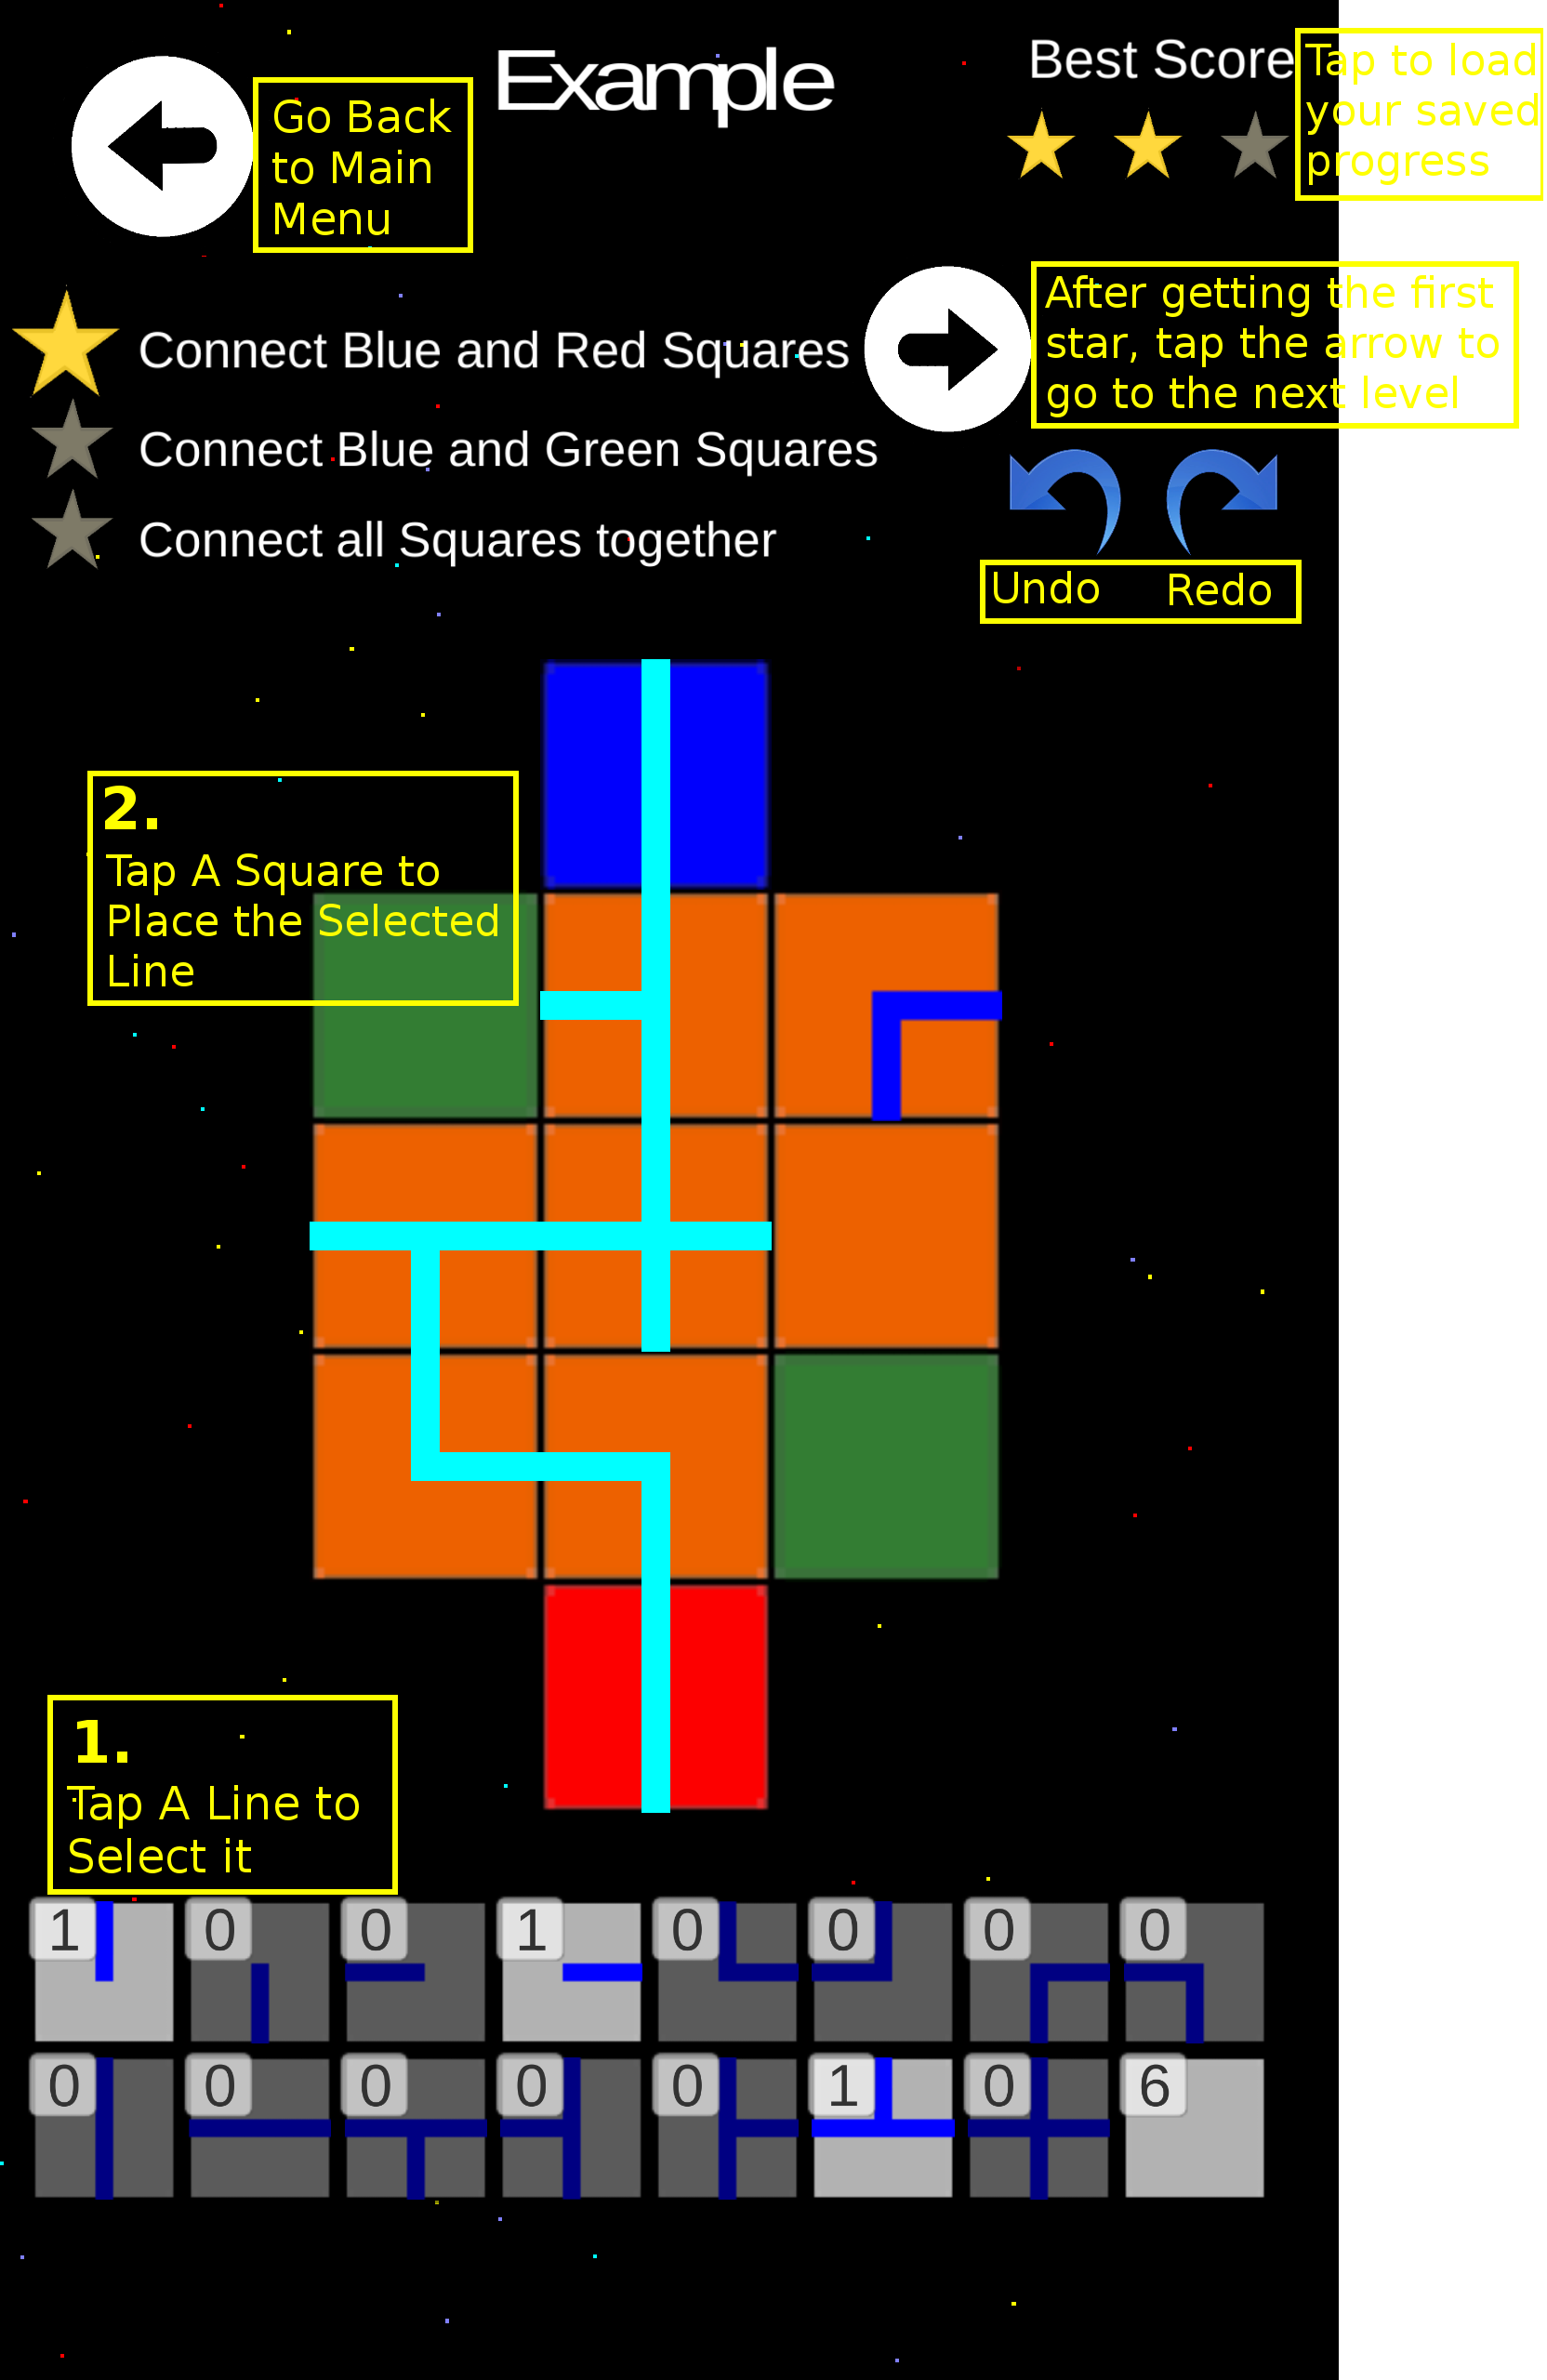 Example
Best Score
Tap to load
your saved
progress
Go Back
to Main
Menu
After getting the first
star, tap the arrow to
go to the next level
Connect Blue and Red Squares
Connect Blue and Green Squares
Connect all Squares together
Undo Redo
2.
Tap A Square to
Place the Selected
Line
1.
Tap A Line to
Select it
1 0 0 1 0 0 0 0
0 0 0 0 0 1 0 6